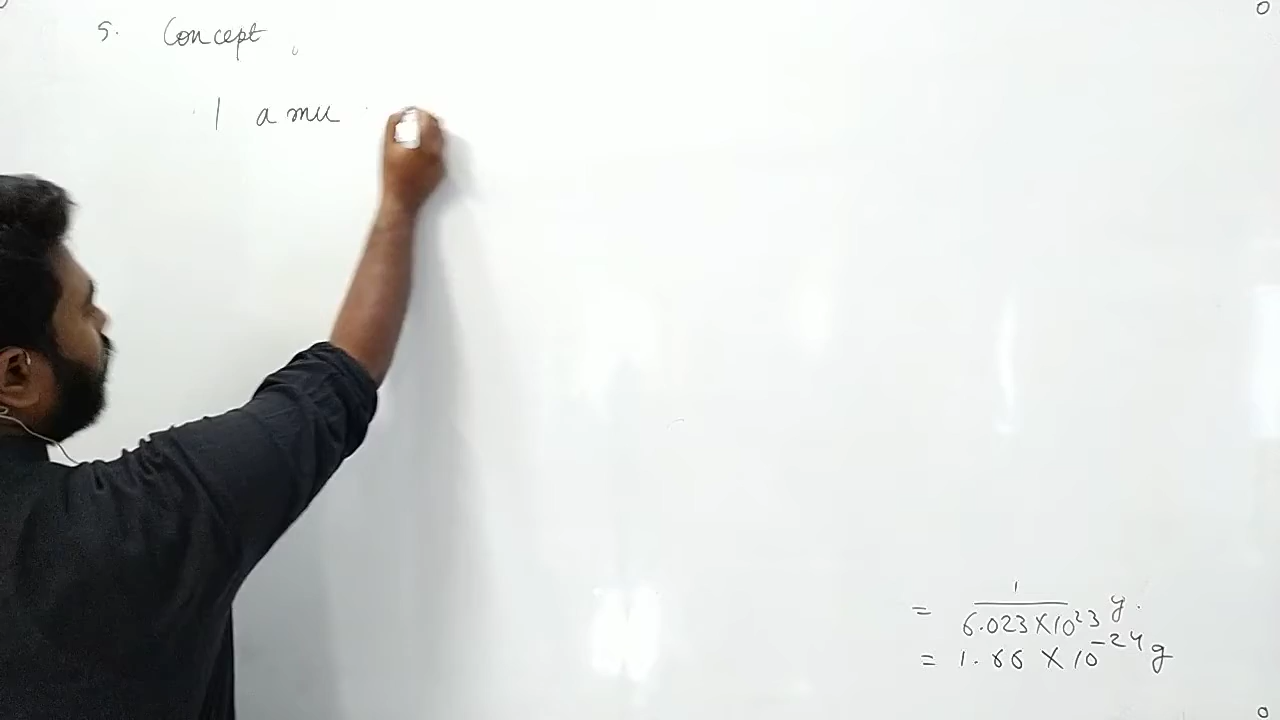 5. Concept
1 amu
= 1/6.023×10²³ g.
= 1.66 × 10⁻²⁴ g